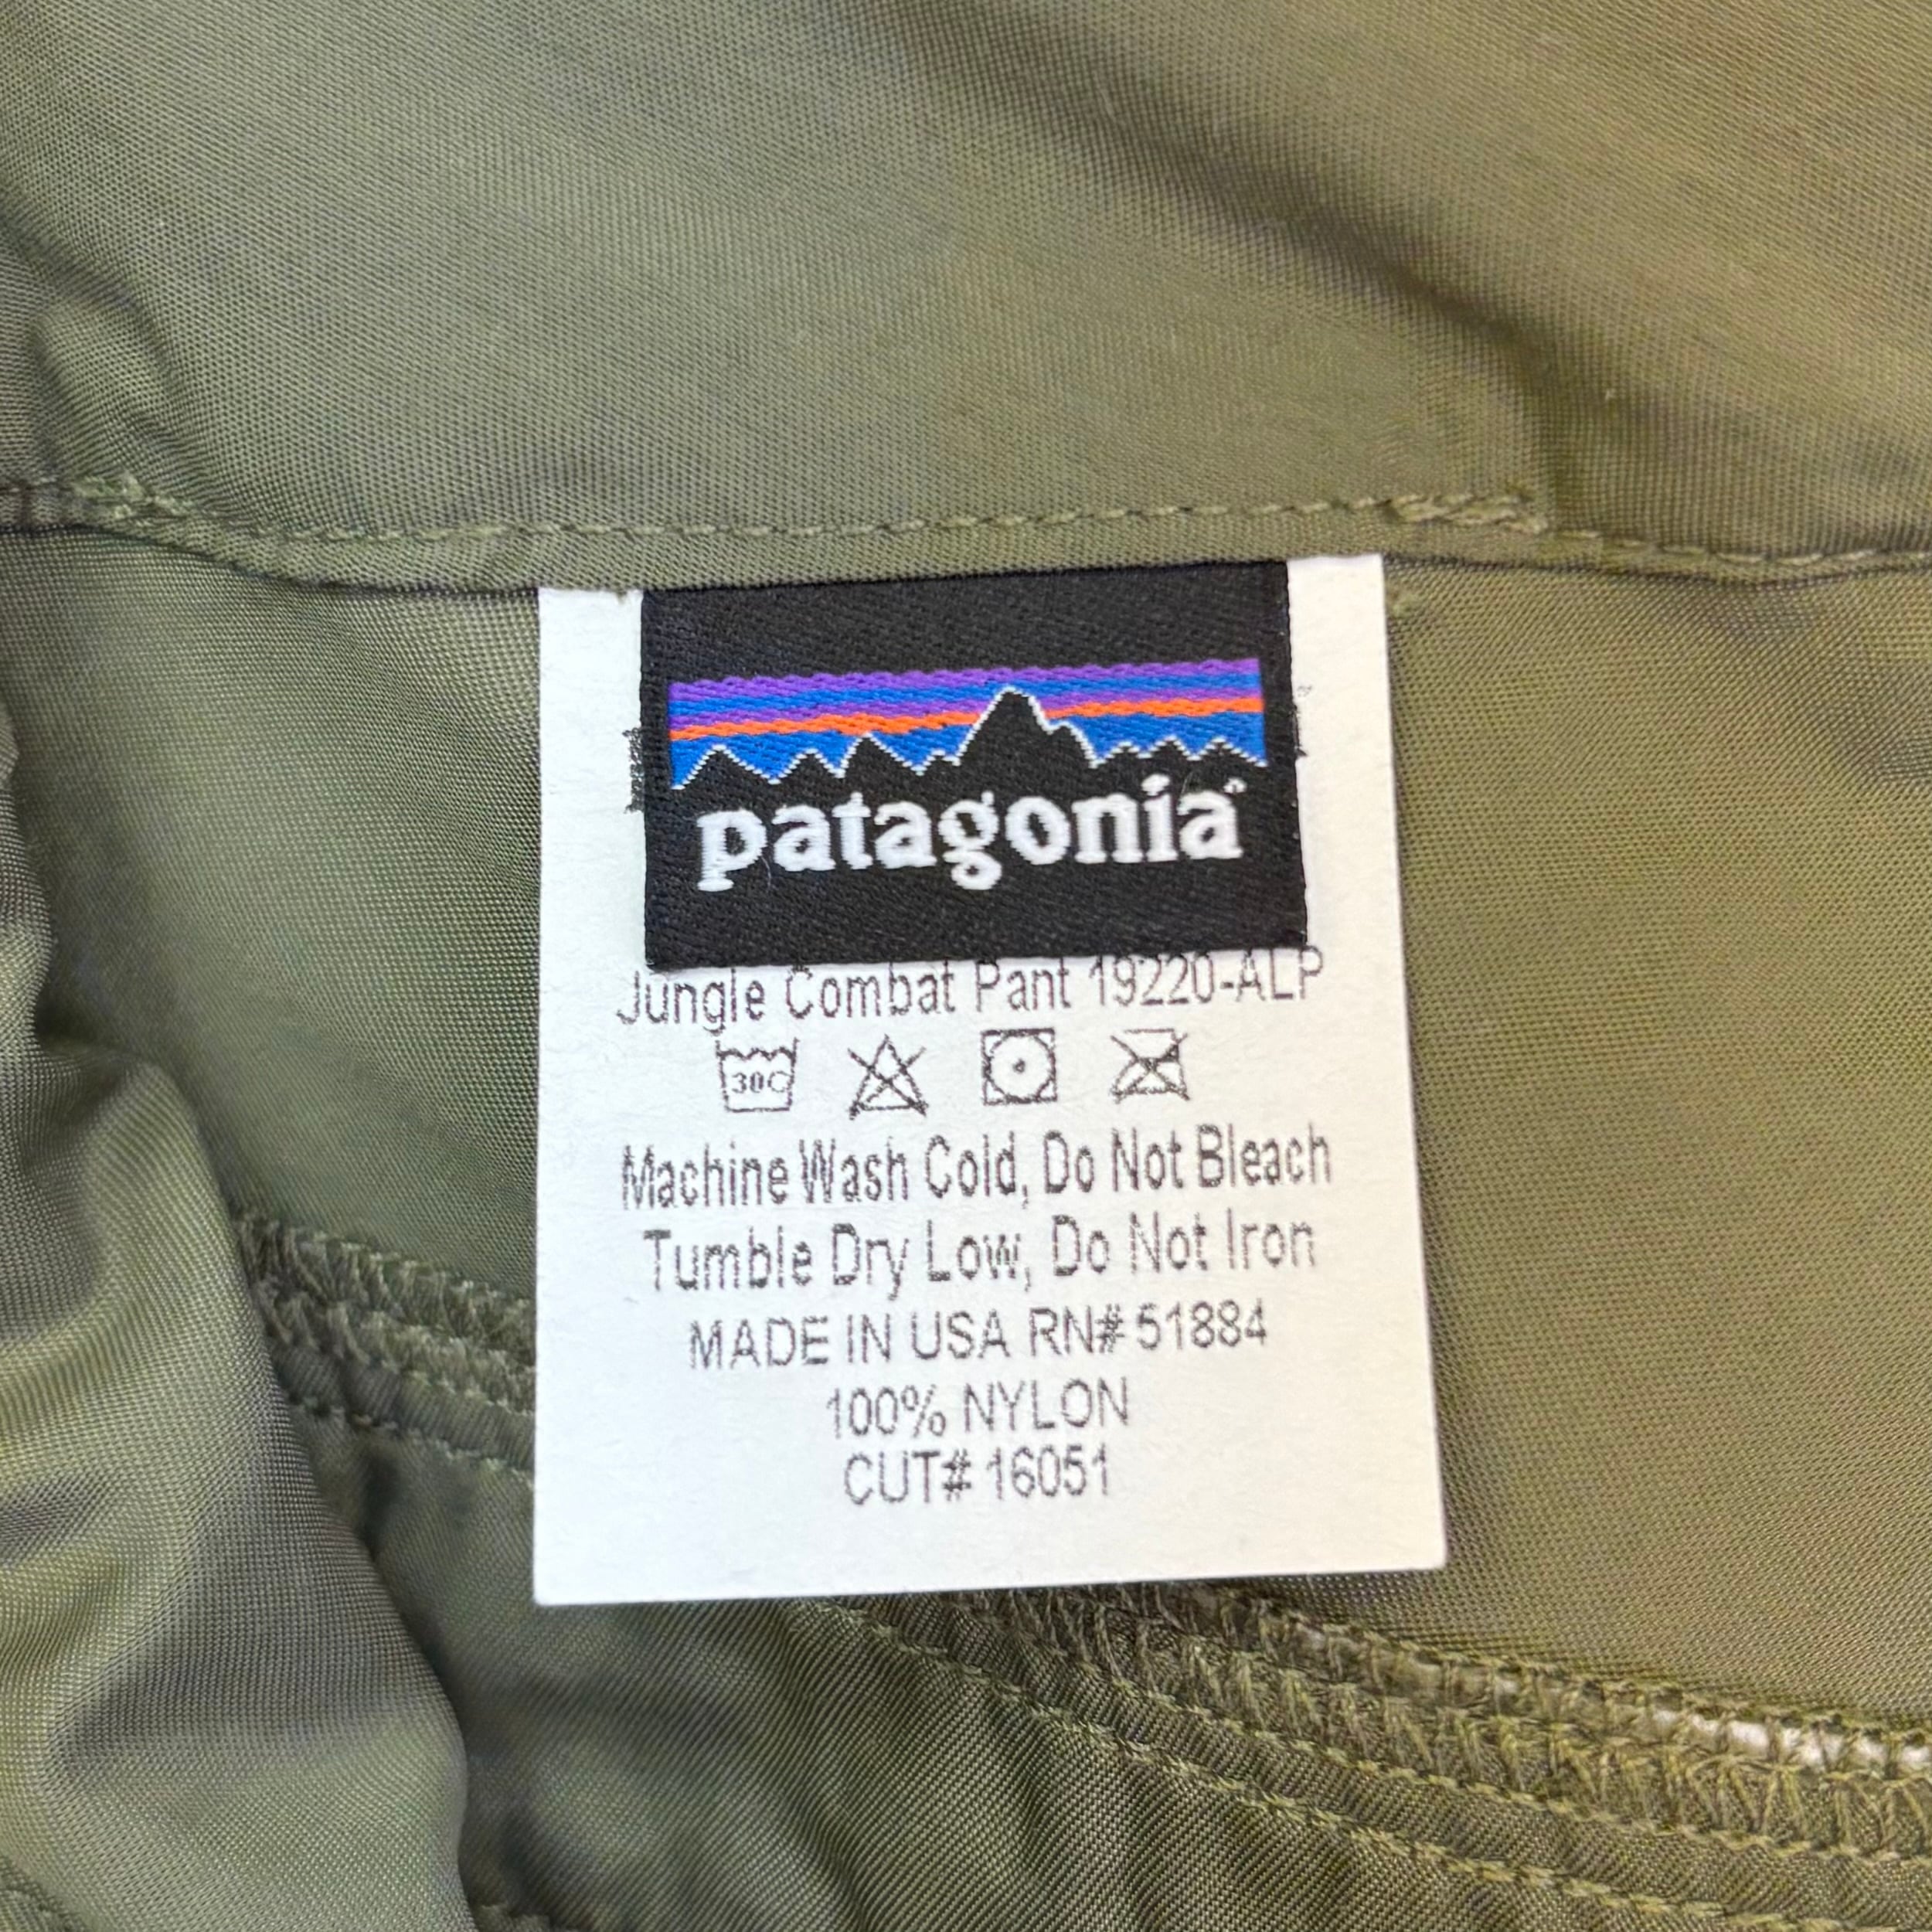 patagonia®
Jungle Combat Pant 19220-ALP
30C
Machine Wash Cold, Do Not Bleach
Tumble Dry Low, Do Not Iron
MADE IN USA RN# 51884
100% NYLON
CUT# 16051